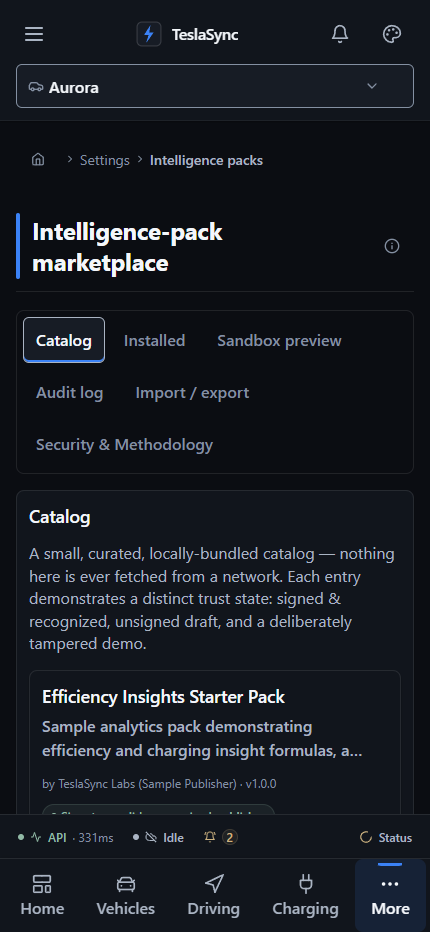 TeslaSync
Aurora
Settings
Intelligence packs
Intelligence-pack
marketplace
Catalog
Installed
Sandbox preview
Audit log
Import / export
Security & Methodology
Catalog
A small, curated, locally-bundled catalog — nothing
here is ever fetched from a network. Each entry
demonstrates a distinct trust state: signed &
recognized, unsigned draft, and a deliberately
tampered demo.
Efficiency Insights Starter Pack
Sample analytics pack demonstrating
efficiency and charging insight formulas, a...
by TeslaSync Labs (Sample Publisher) · v1.0.0
API · 331ms
Idle
2
Status
Home
Vehicles
Driving
Charging
More